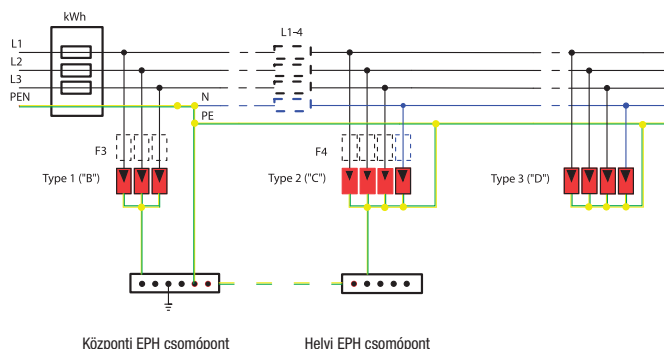 kWh
L1-4
L1
L2
L3
PEN
N
PE
F3
F4
Type 1 ("B")
Type 2 ("C")
Type 3 ("D")
Központi EPH csomópont
Helvi EPH csomópont